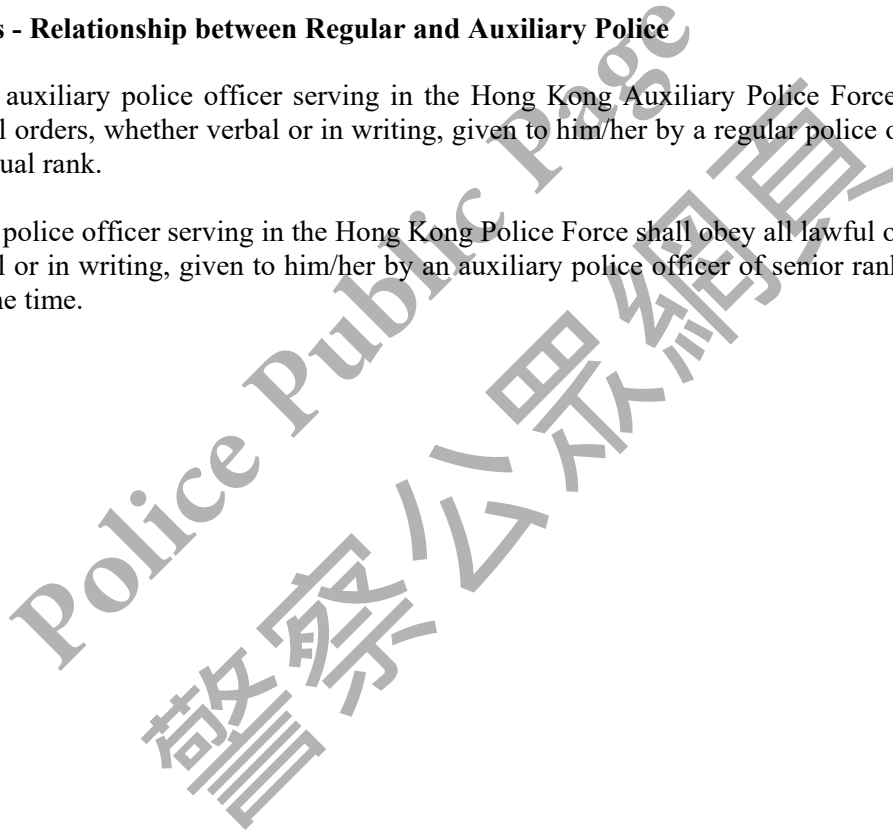 s - Relationship between Regular and Auxiliary Police
auxiliary police officer serving in the Hong Kong Auxiliary Police Force
l orders, whether verbal or in writing, given to him/her by a regular police o
ual rank.
police officer serving in the Hong Kong Police Force shall obey all lawful o
l or in writing, given to him/her by an auxiliary police officer of senior rank
e time.
Police Public Page
警察公眾網頁